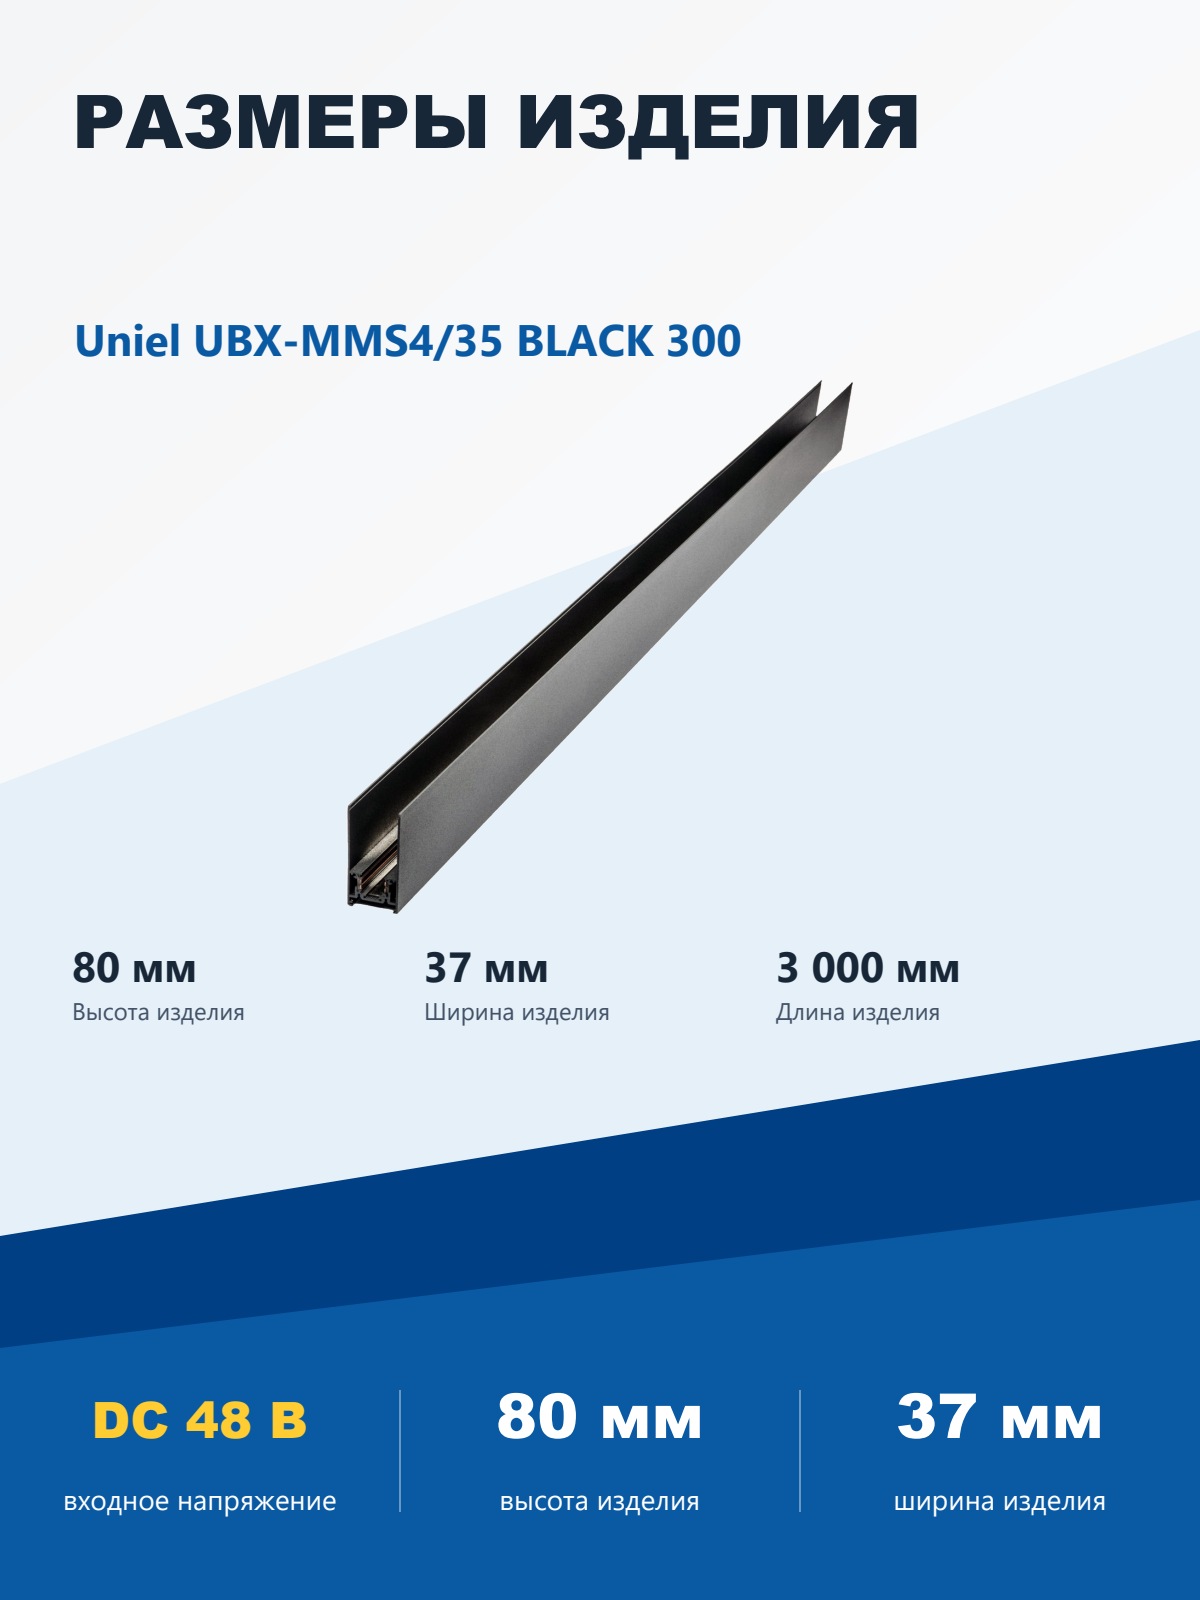 РАЗМЕРЫ ИЗДЕЛИЯ
Uniel UBX-MMS4/35 BLACK 300
80 мм
Высота изделия
37 мм
Ширина изделия
3 000 мм
Длина изделия
DC 48 В
входное напряжение
80 мм
высота изделия
37 мм
ширина изделия